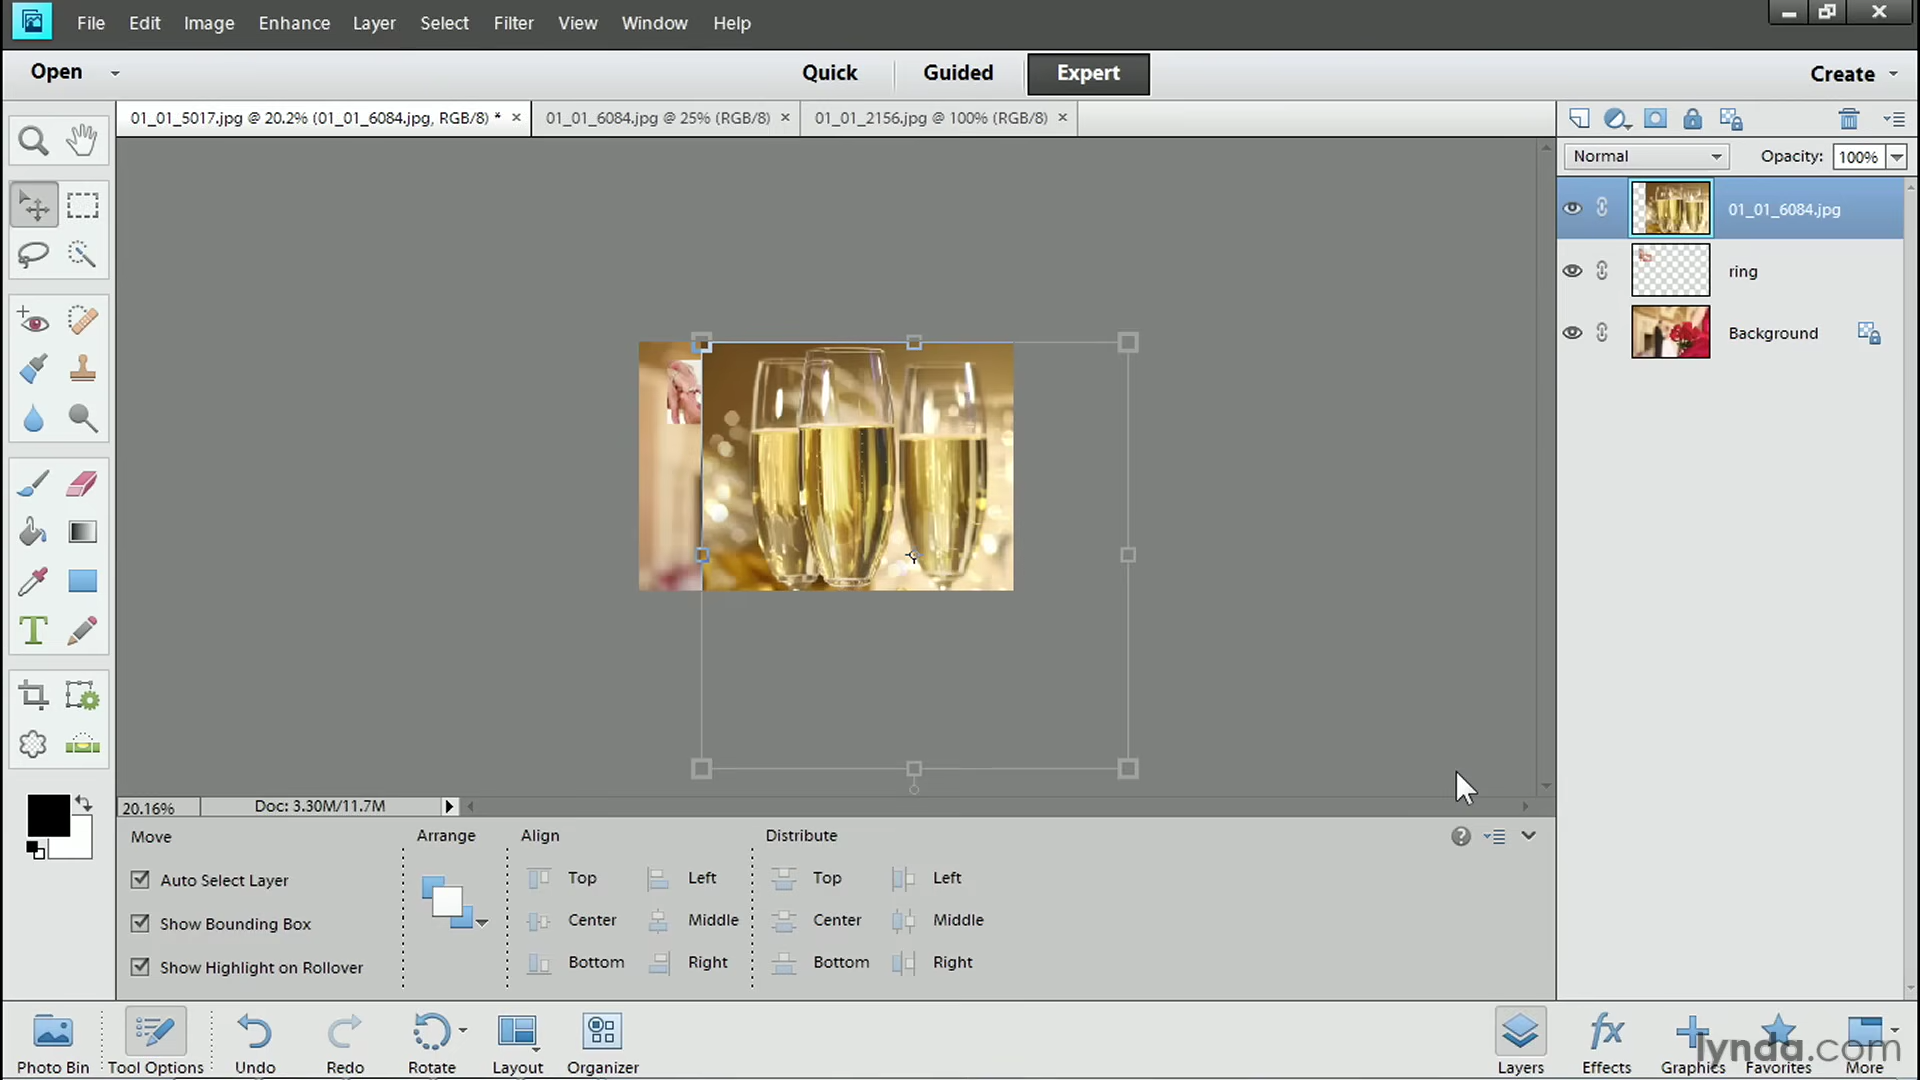 File Edit Image Enhance Layer Select Filter View Window Help
Open Quick Guided Expert Create
01_01_5017.jpg @ 20.2% (01_01_6084.jpg, RGB/8) * × 01_01_6084.jpg @ 25% (RGB/8) × 01_01_2156.jpg @ 100% (RGB/8) ×
Normal Opacity: 100%
01_01_6084.jpg
ring
Background
20.16% Doc: 3.30M/11.7M
Move Arrange Align Distribute
Auto Select Layer Top Left Top Left
Show Bounding Box Center Middle Center Middle
Show Highlight on Rollover Bottom Right Bottom Right
Photo Bin Tool Options Undo Redo Rotate Layout Organizer Layers Effects Graphics Favorites More
lynda.com